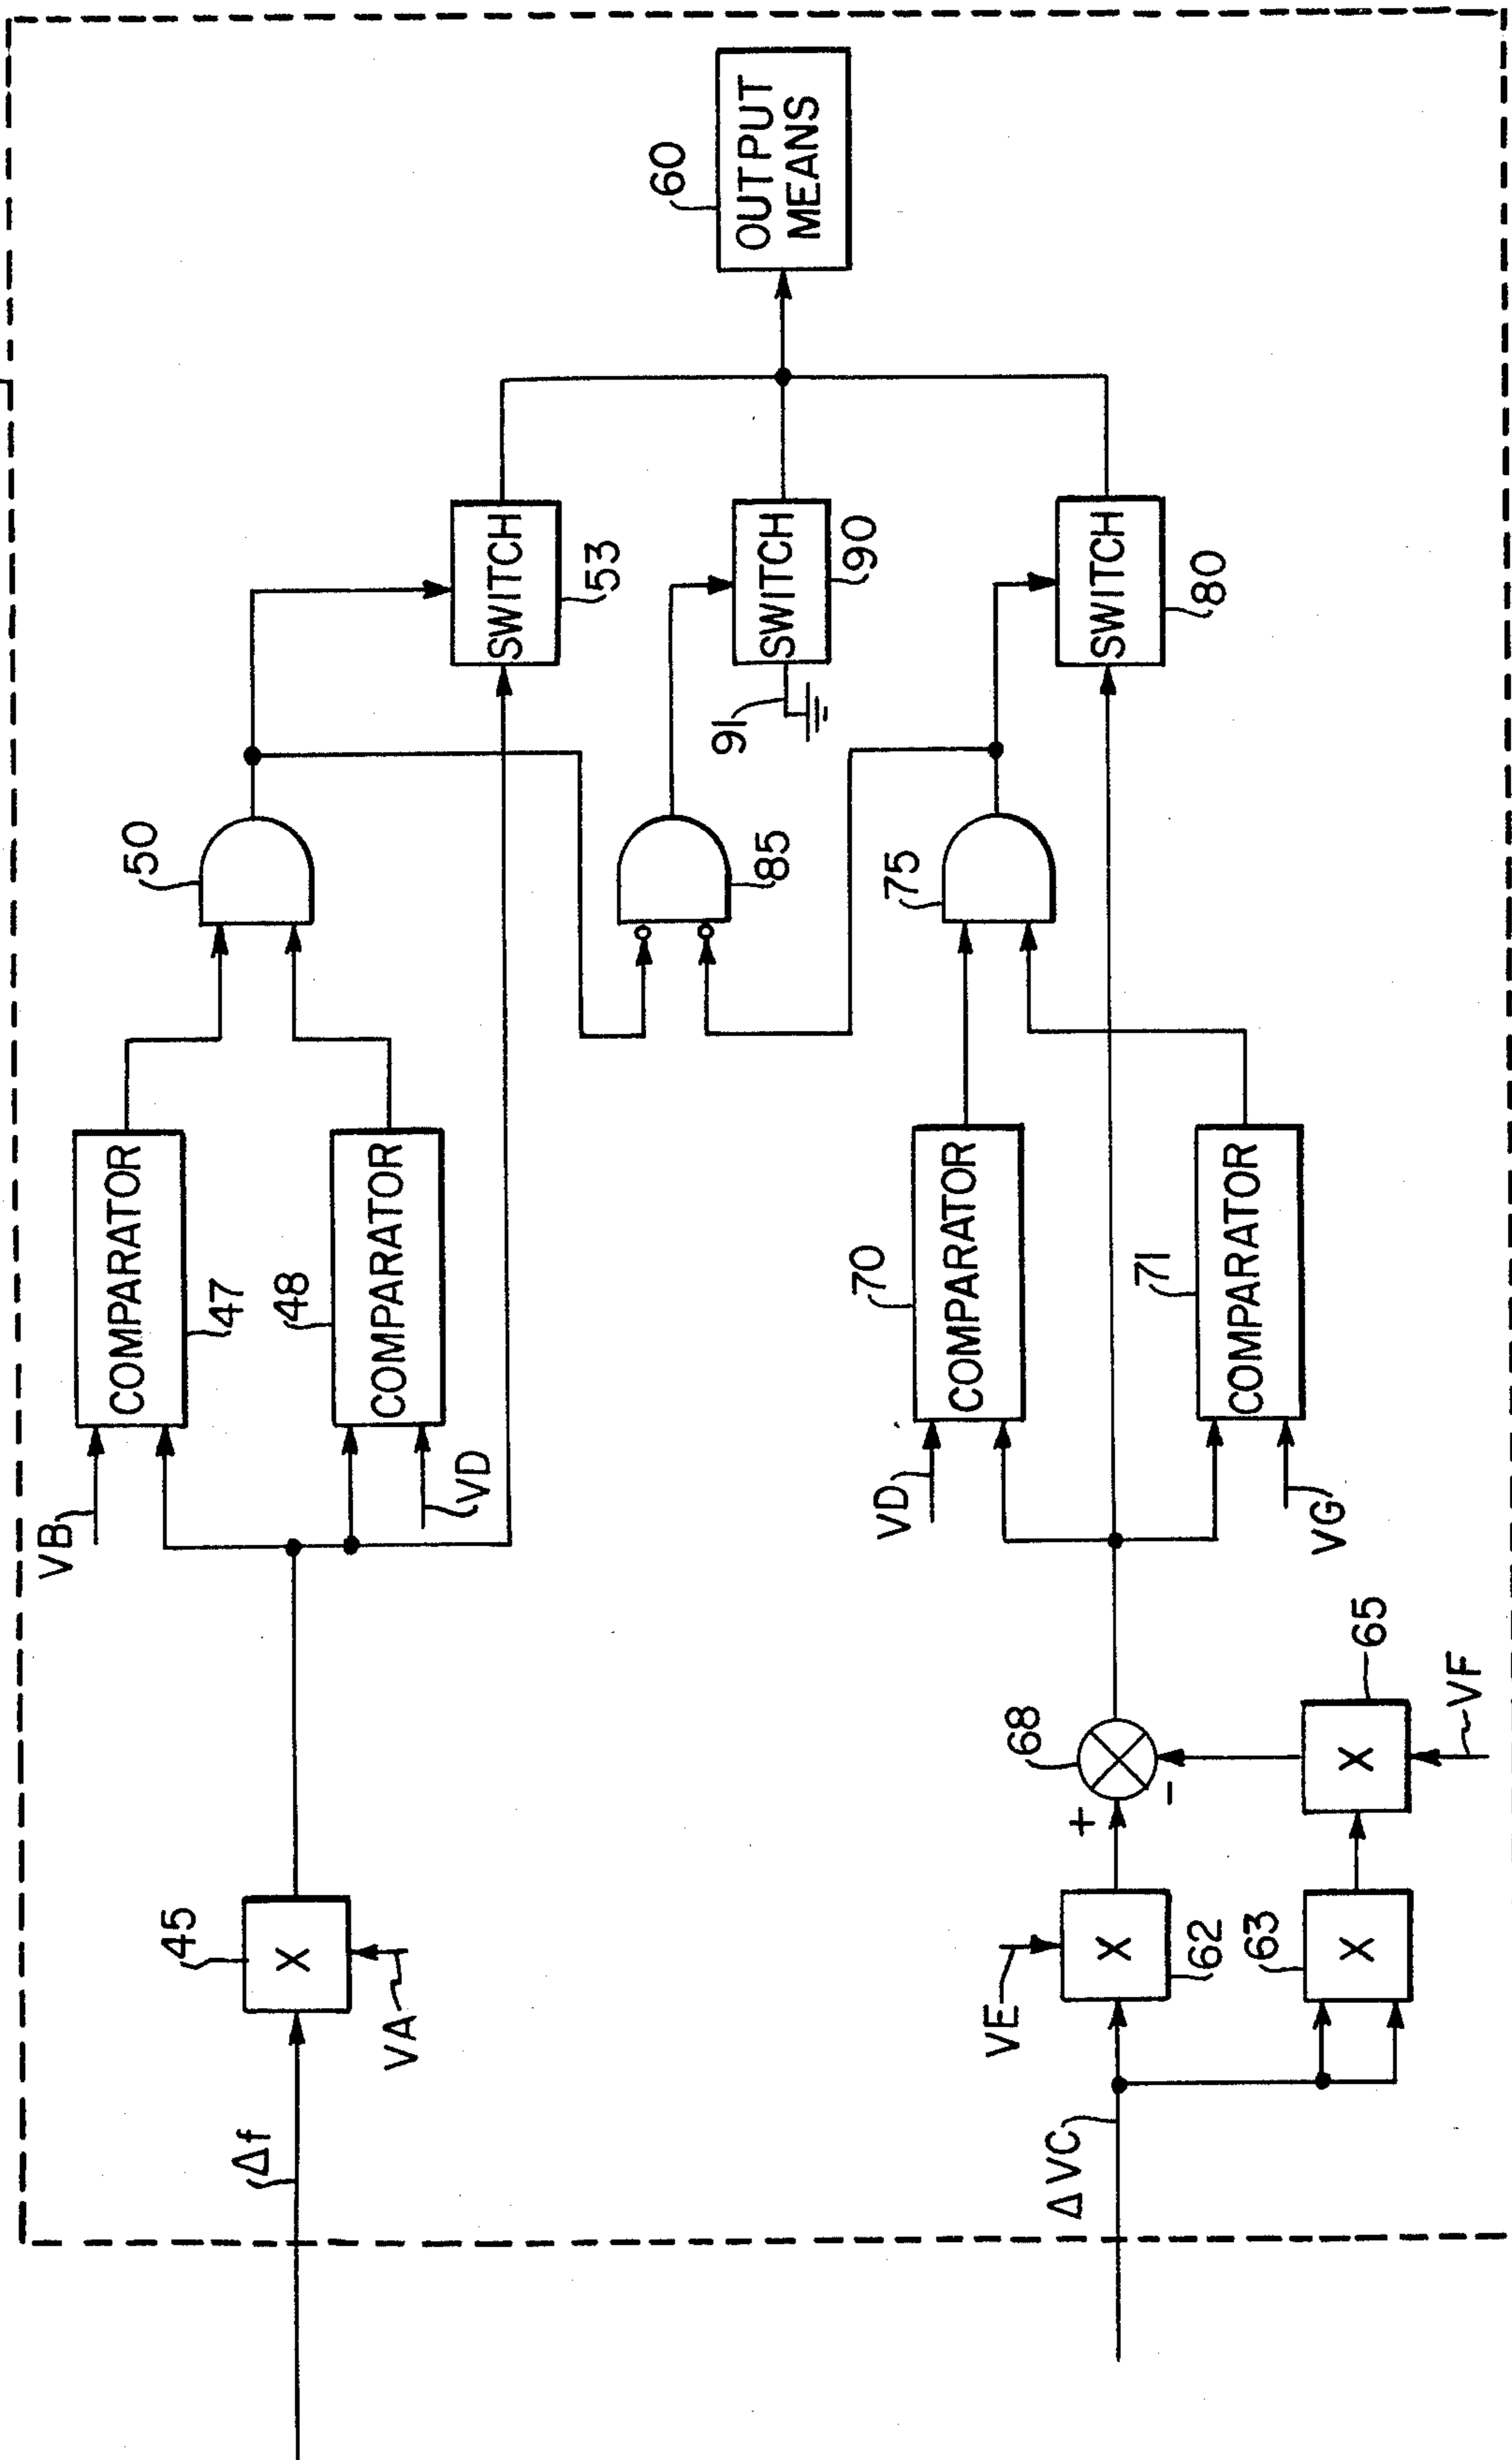 Δf
45
X
VA
VB
COMPARATOR
47
48
COMPARATOR
VD
50
SWITCH
53
85
91
SWITCH
90
60
OUTPUT
MEANS
ΔVC
VE
X
62
63
X
68
+
-
X
65
VF
VD
70
COMPARATOR
71
COMPARATOR
VG
75
SWITCH
80